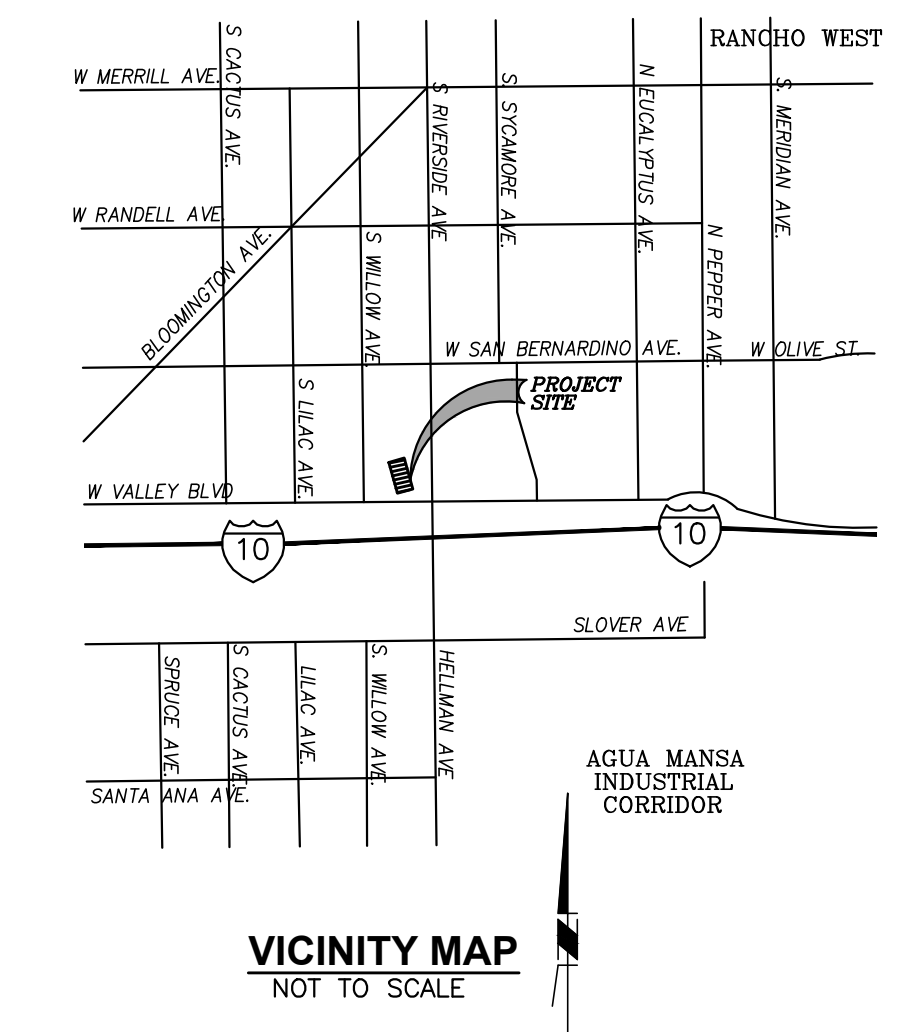 RANCHO WEST
W MERRILL AVE.
S CACTUS AVE.
S RIVERSIDE AVE
S. SYCAMORE AVE.
N EUCALYPTUS AVE.
S. MERIDIAN AVE.
W RANDELL AVE.
BLOOMINGTON AVE.
S WILLOW AVE.
N PEPPER AVE.
W SAN BERNARDINO AVE.
W OLIVE ST.
S LILAC AVE.
PROJECT
SITE
W VALLEY BLVD
10
10
SLOVER AVE
SPRUCE AVE.
S CACTUS AVE.
LILAC AVE.
S. WILLOW AVE.
HELLMAN AVE
SANTA ANA AVE.
AGUA MANSA
INDUSTRIAL
CORRIDOR
VICINITY MAP
NOT TO SCALE